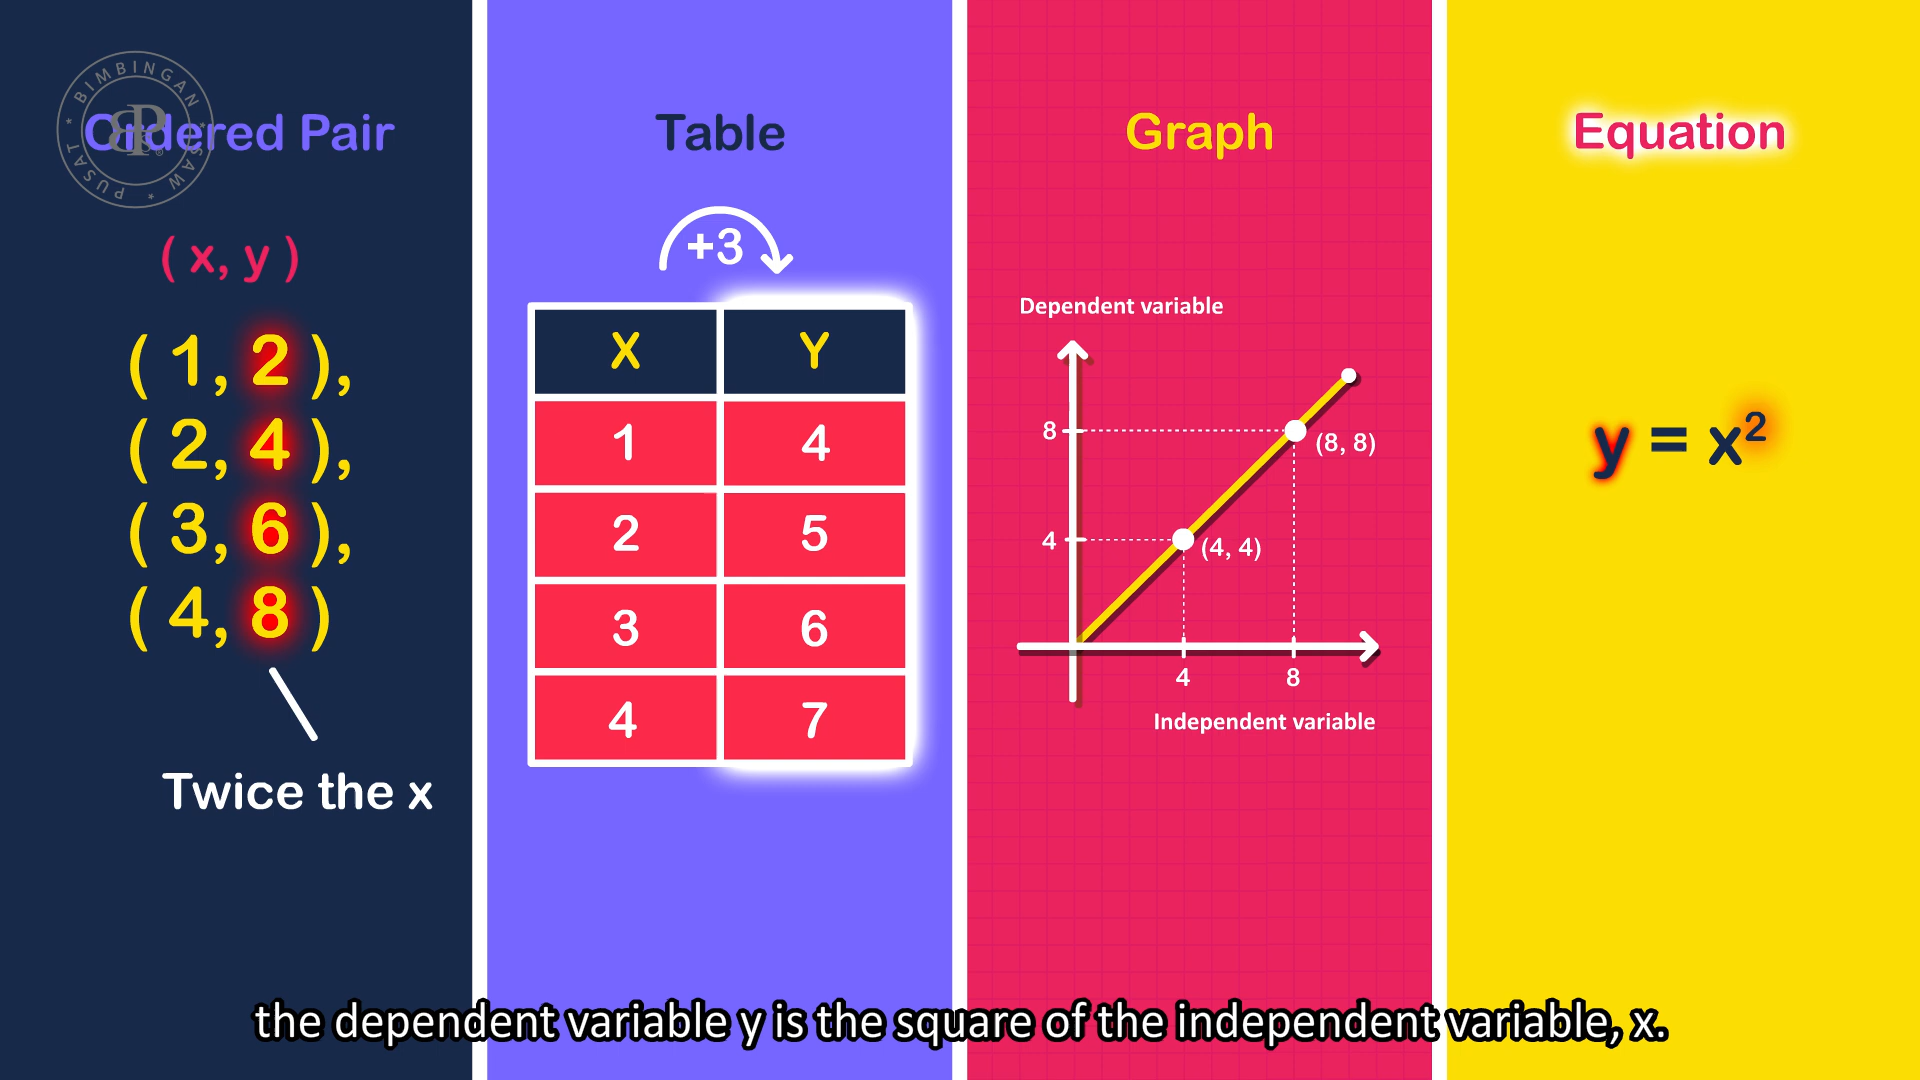 BIMBINGAN SAW PUSAT
BP
Ordered Pair
( x, y )
( 1, 2 ),
( 2, 4 ),
( 3, 6 ),
( 4, 8 )
Twice the x
Table
+3
X Y
1 4
2 5
3 6
4 7
Graph
Dependent variable
8
(8, 8)
4
(4, 4)
4 8
Independent variable
Equation
y = x²
the dependent variable y is the square of the independent variable, x.